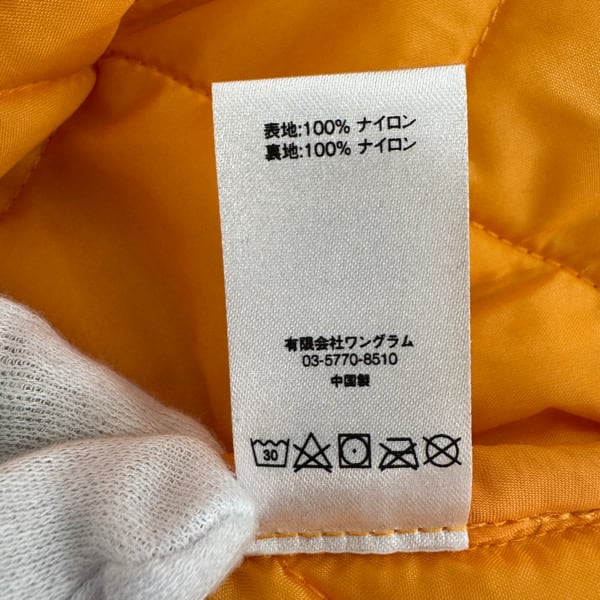 表地:100% ナイロン
裏地:100% ナイロン
有限会社ワングラム
03-5770-8510
中国製
30